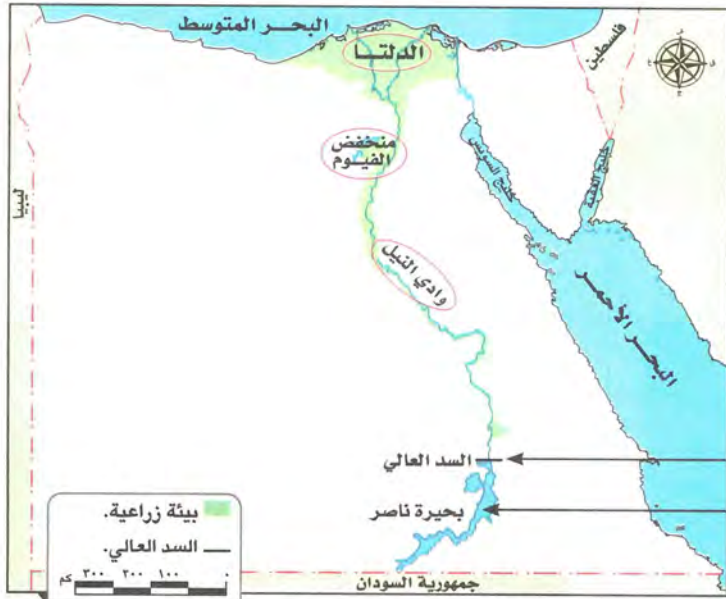 البحر المتوسط
الدلتا
فلسطين
منخفض
الفيوم
خليج السويس
خليج العقبة
ليبيا
وادي النيل
البحر الأحمر
السد العالي
بحيرة ناصر
بيئة زراعية.
السد العالي.
٠ ١٠٠ ٢٠٠ ٣٠٠ كم
جمهورية السودان